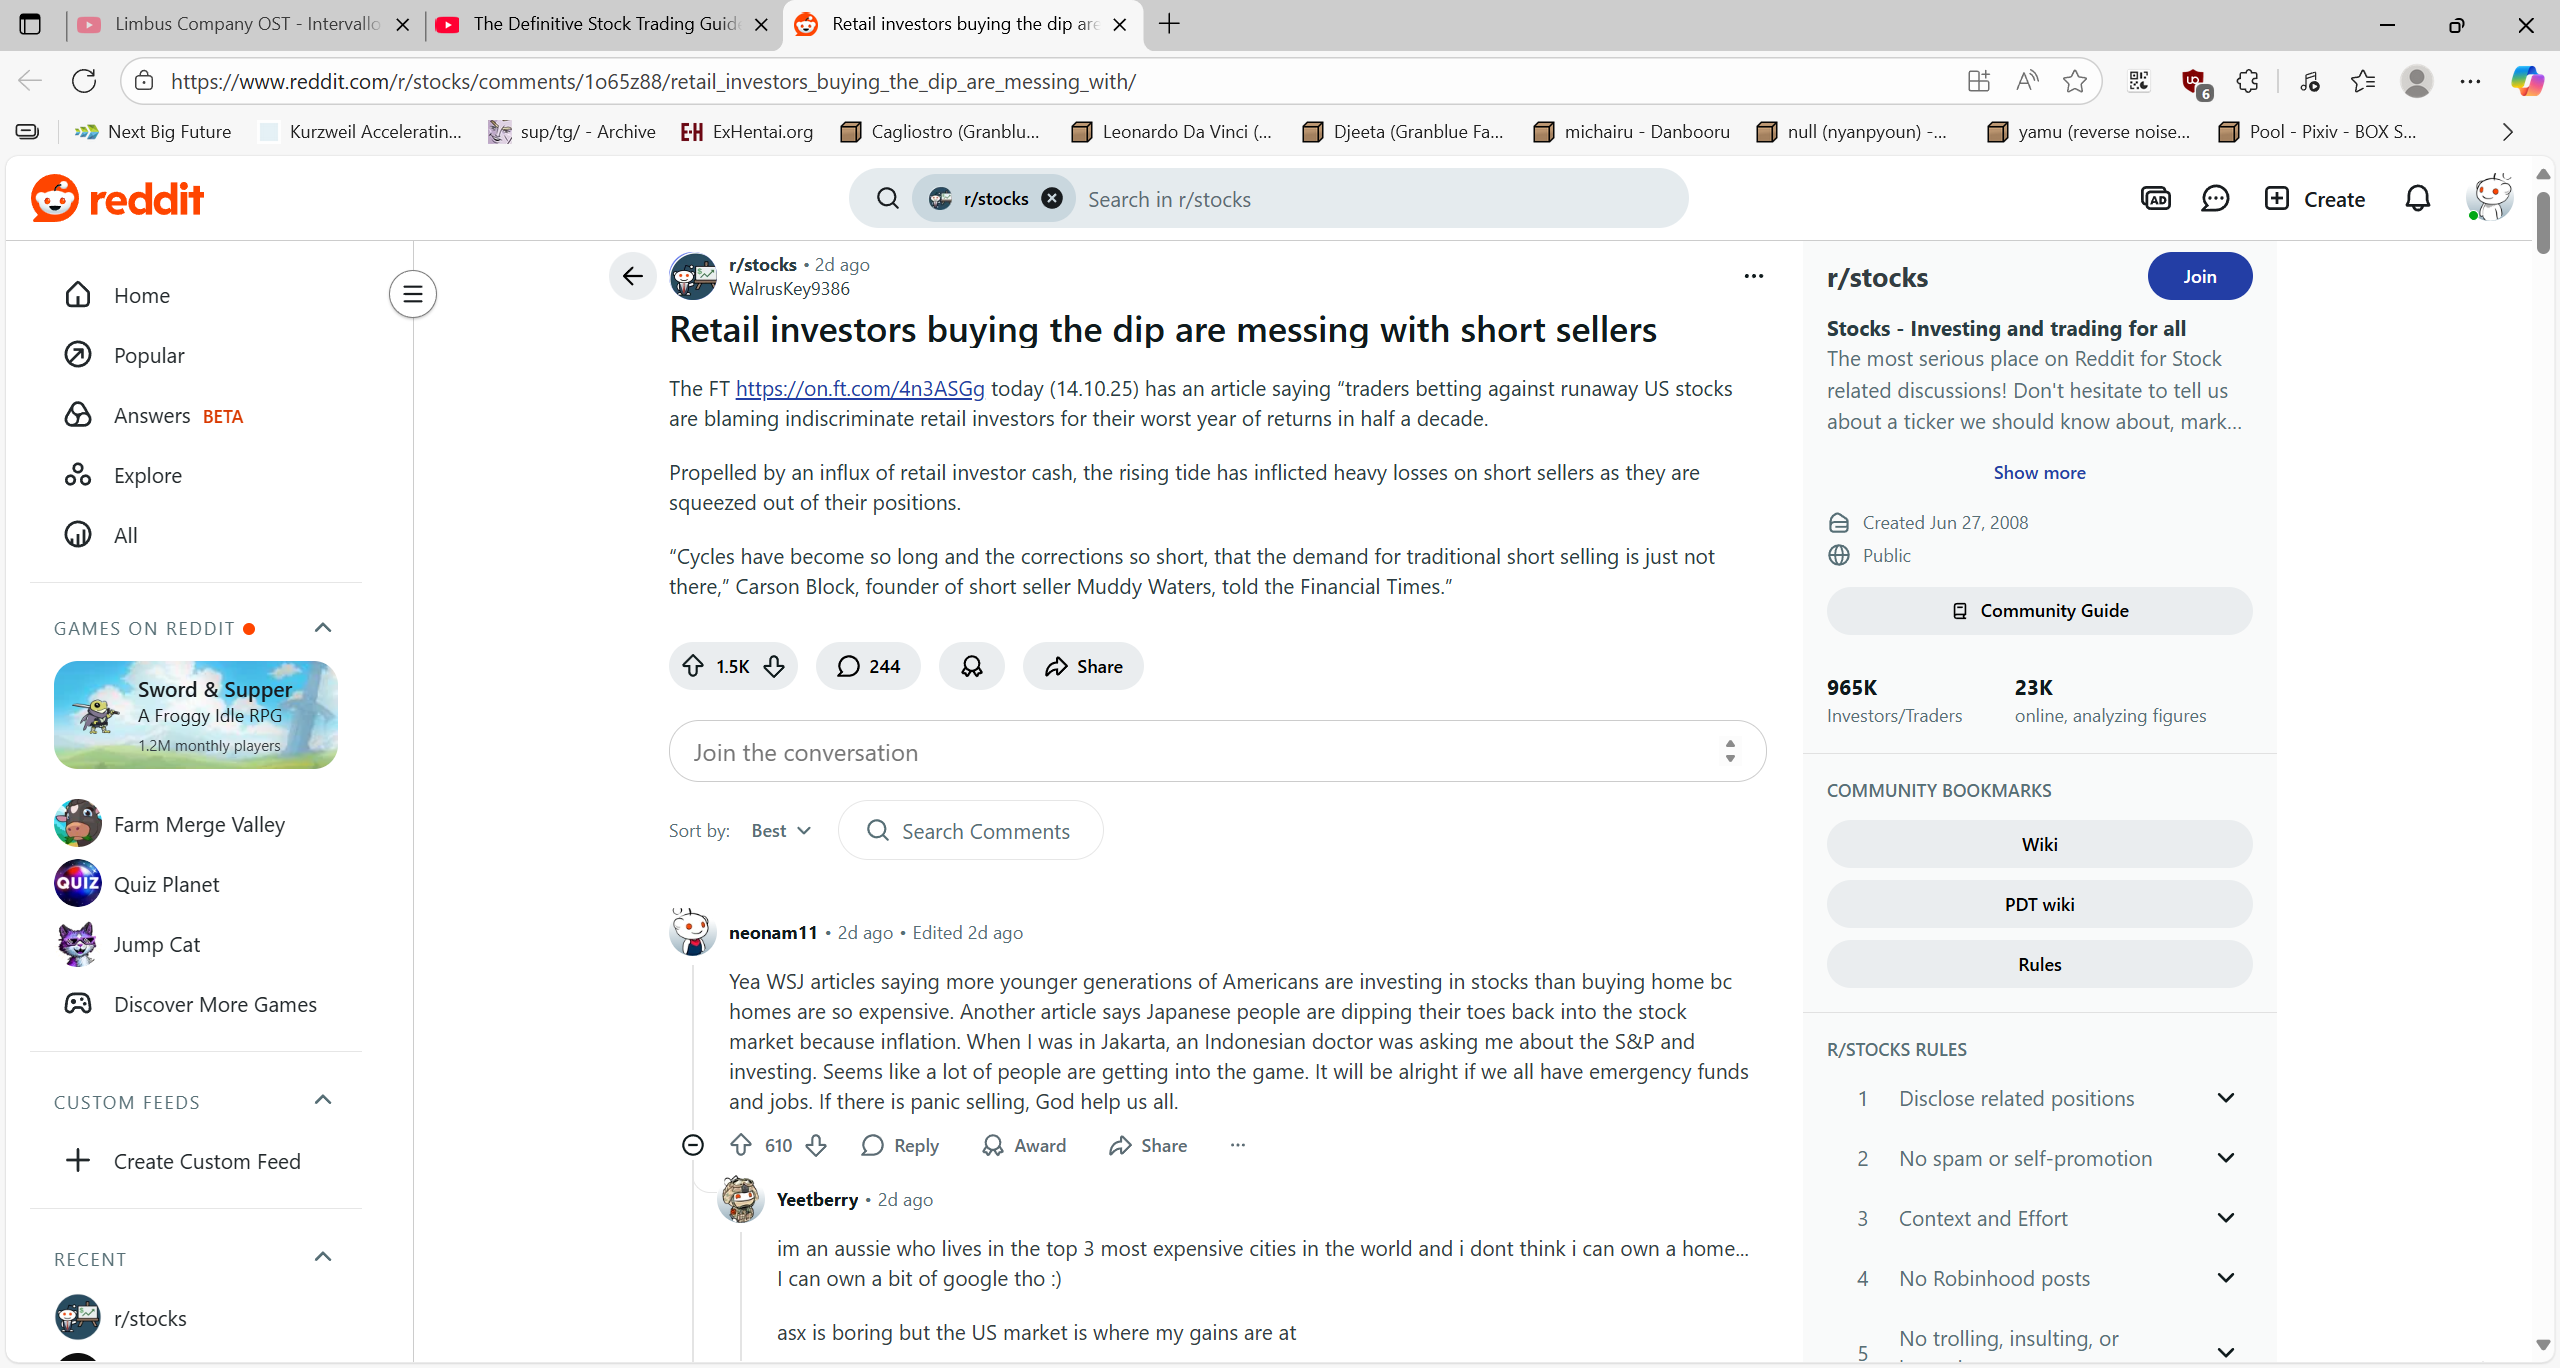 Limbus Company OST - Intervallo
The Definitive Stock Trading Guide
Retail investors buying the dip are
https://www.reddit.com/r/stocks/comments/1o65z88/retail_investors_buying_the_dip_are_messing_with/
6
Next Big Future
Kurzweil Acceleratin...
sup/tg/ - Archive
E-H ExHentai.org
Cagliostro (Granblu...
Leonardo Da Vinci (...
Djeeta (Granblue Fa...
michairu - Danbooru
null (nyanpyoun) -...
yamu (reverse noise...
Pool - Pixiv - BOX S...
reddit
r/stocks
Search in r/stocks
AD
Create
Home
Popular
Answers BETA
Explore
All
GAMES ON REDDIT
Sword & Supper
A Froggy Idle RPG
1.2M monthly players
Farm Merge Valley
QUIZ
Quiz Planet
Jump Cat
Discover More Games
CUSTOM FEEDS
Create Custom Feed
RECENT
r/stocks
r/stocks • 2d ago
WalrusKey9386
Retail investors buying the dip are messing with short sellers
The FT https://on.ft.com/4n3ASGg today (14.10.25) has an article saying “traders betting against runaway US stocks
are blaming indiscriminate retail investors for their worst year of returns in half a decade.
Propelled by an influx of retail investor cash, the rising tide has inflicted heavy losses on short sellers as they are
squeezed out of their positions.
“Cycles have become so long and the corrections so short, that the demand for traditional short selling is just not
there,” Carson Block, founder of short seller Muddy Waters, told the Financial Times.”
1.5K
244
Share
Join the conversation
Sort by: Best
Search Comments
neonam11 • 2d ago • Edited 2d ago
Yea WSJ articles saying more younger generations of Americans are investing in stocks than buying home bc
homes are so expensive. Another article says Japanese people are dipping their toes back into the stock
market because inflation. When I was in Jakarta, an Indonesian doctor was asking me about the S&P and
investing. Seems like a lot of people are getting into the game. It will be alright if we all have emergency funds
and jobs. If there is panic selling, God help us all.
610
Reply
Award
Share
Yeetberry • 2d ago
im an aussie who lives in the top 3 most expensive cities in the world and i dont think i can own a home...
I can own a bit of google tho :)
asx is boring but the US market is where my gains are at
r/stocks
Join
Stocks - Investing and trading for all
The most serious place on Reddit for Stock
related discussions! Don't hesitate to tell us
about a ticker we should know about, mark...
Show more
Created Jun 27, 2008
Public
Community Guide
965K
Investors/Traders
23K
online, analyzing figures
COMMUNITY BOOKMARKS
Wiki
PDT wiki
Rules
R/STOCKS RULES
1 Disclose related positions
2 No spam or self-promotion
3 Context and Effort
4 No Robinhood posts
5 No trolling, insulting, or